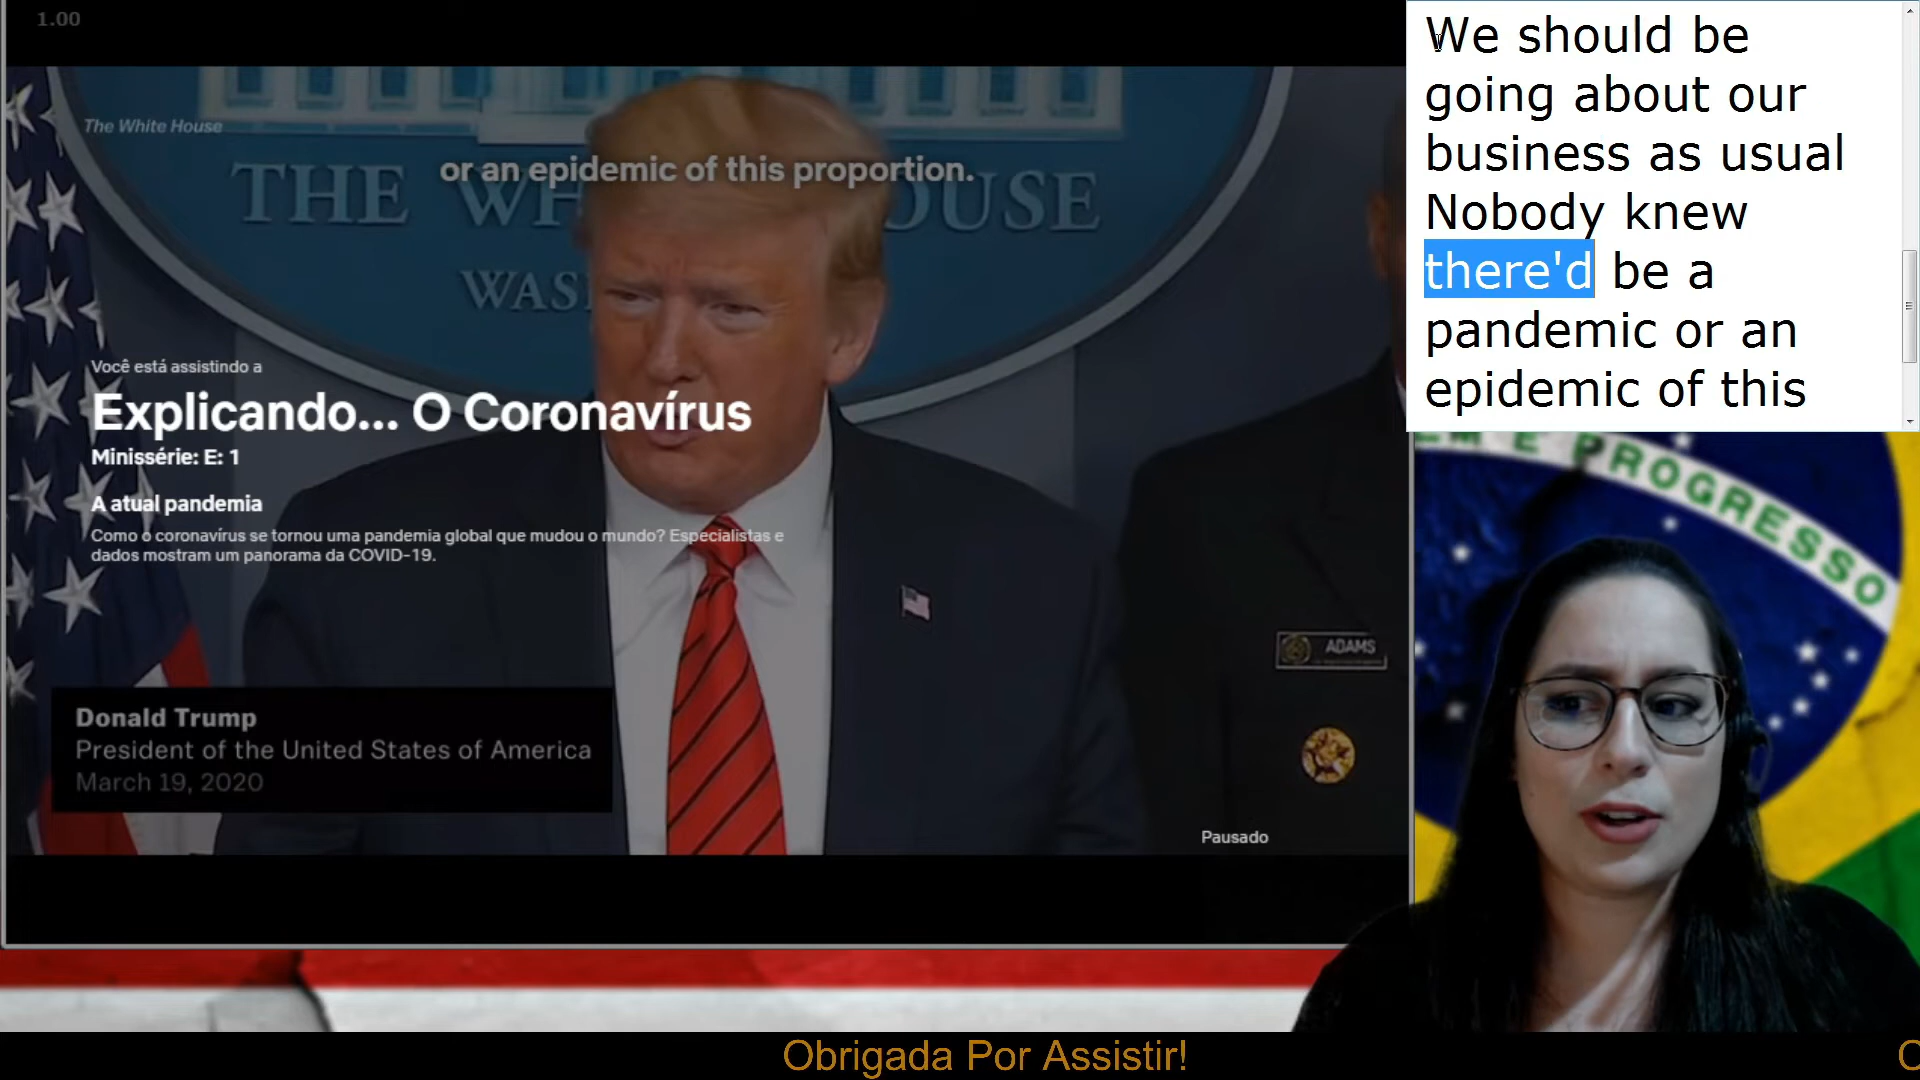 1.00
We should be
going about our
business as usual
Nobody knew
there'd be a
pandemic or an
epidemic of this
The White House
or an epidemic of this proportion.
THE WH OUSE
WAS
Você está assistindo a
Explicando... O Coronavírus
Minissérie: E: 1
A atual pandemia
Como o coronavírus se tornou uma pandemia global que mudou o mundo? Especialistas e
dados mostram um panorama da COVID-19.
EM E PROGRESSO
ADAMS
Donald Trump
President of the United States of America
March 19, 2020
Pausado
Obrigada Por Assistir!